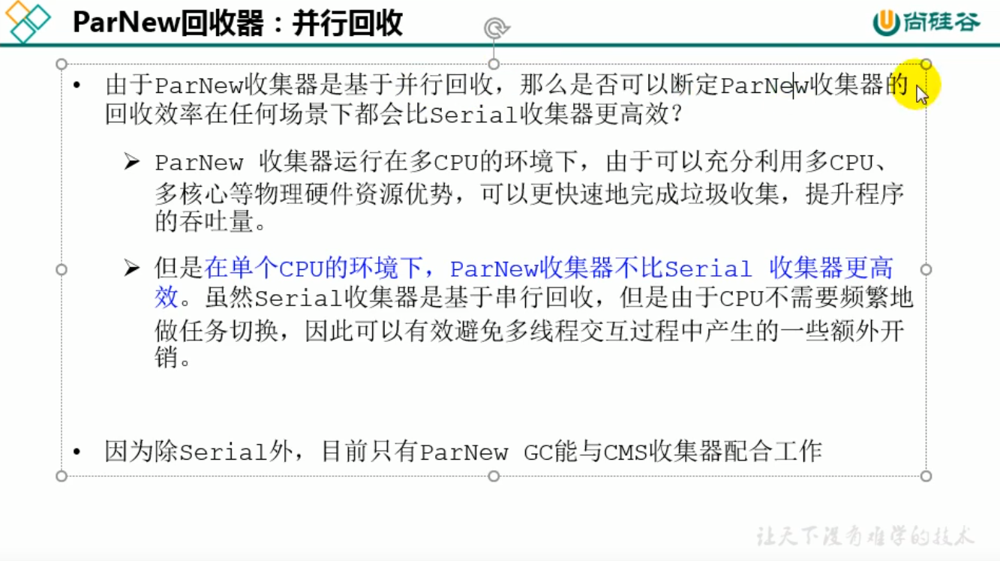 ParNew回收器：并行回收
尚硅谷
• 由于ParNew收集器是基于并行回收，那么是否可以断定ParNew收集器的
回收效率在任何场景下都会比Serial收集器更高效？
➢ ParNew 收集器运行在多CPU的环境下，由于可以充分利用多CPU、
多核心等物理硬件资源优势，可以更快速地完成垃圾收集，提升程序
的吞吐量。
➢ 但是在单个CPU的环境下，ParNew收集器不比Serial 收集器更高
效。虽然Serial收集器是基于串行回收，但是由于CPU不需要频繁地
做任务切换，因此可以有效避免多线程交互过程中产生的一些额外开
销。
• 因为除Serial外，目前只有ParNew GC能与CMS收集器配合工作
让天下没有难学的技术